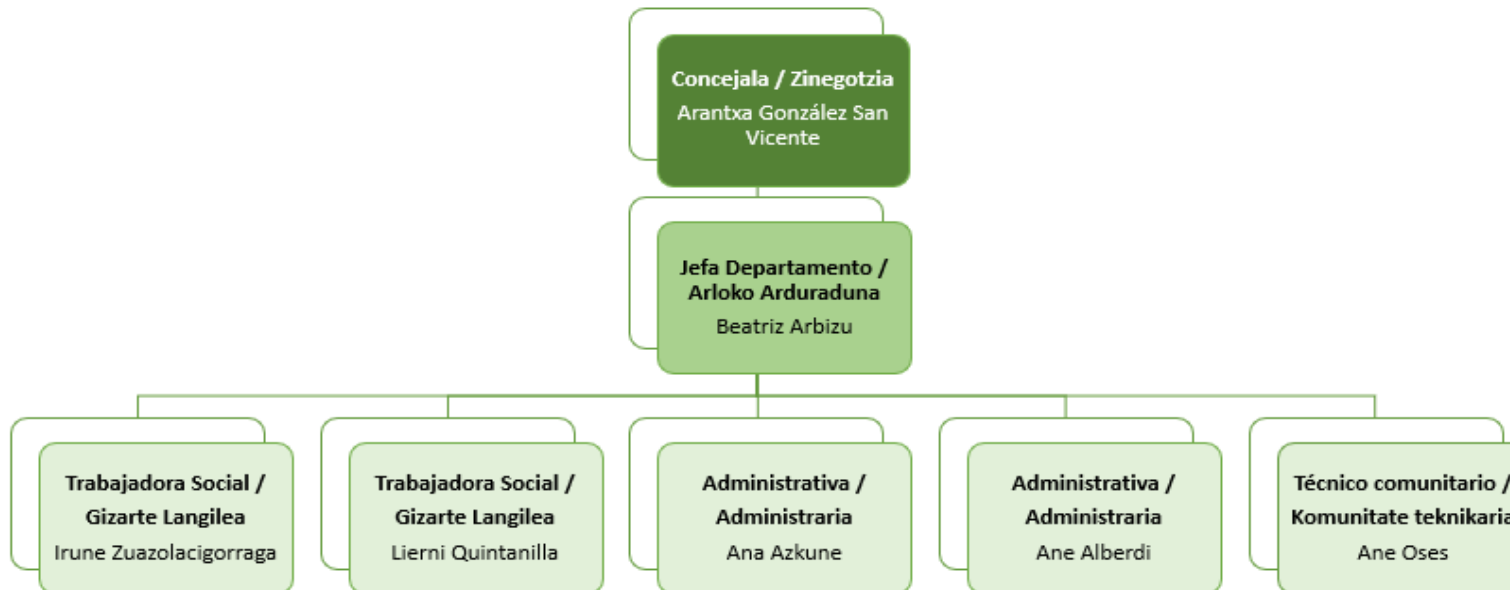 Concejala / Zinegotzia
Arantxa González San
Vicente
Jefa Departamento /
Arloko Arduraduna
Beatriz Arbizu
Trabajadora Social /
Gizarte Langilea
Irune Zuazolacigorraga
Trabajadora Social /
Gizarte Langilea
Lierni Quintanilla
Administrativa /
Administraria
Ana Azkune
Administrativa /
Administraria
Ane Alberdi
Técnico comunitario /
Komunitate teknikaria
Ane Oses